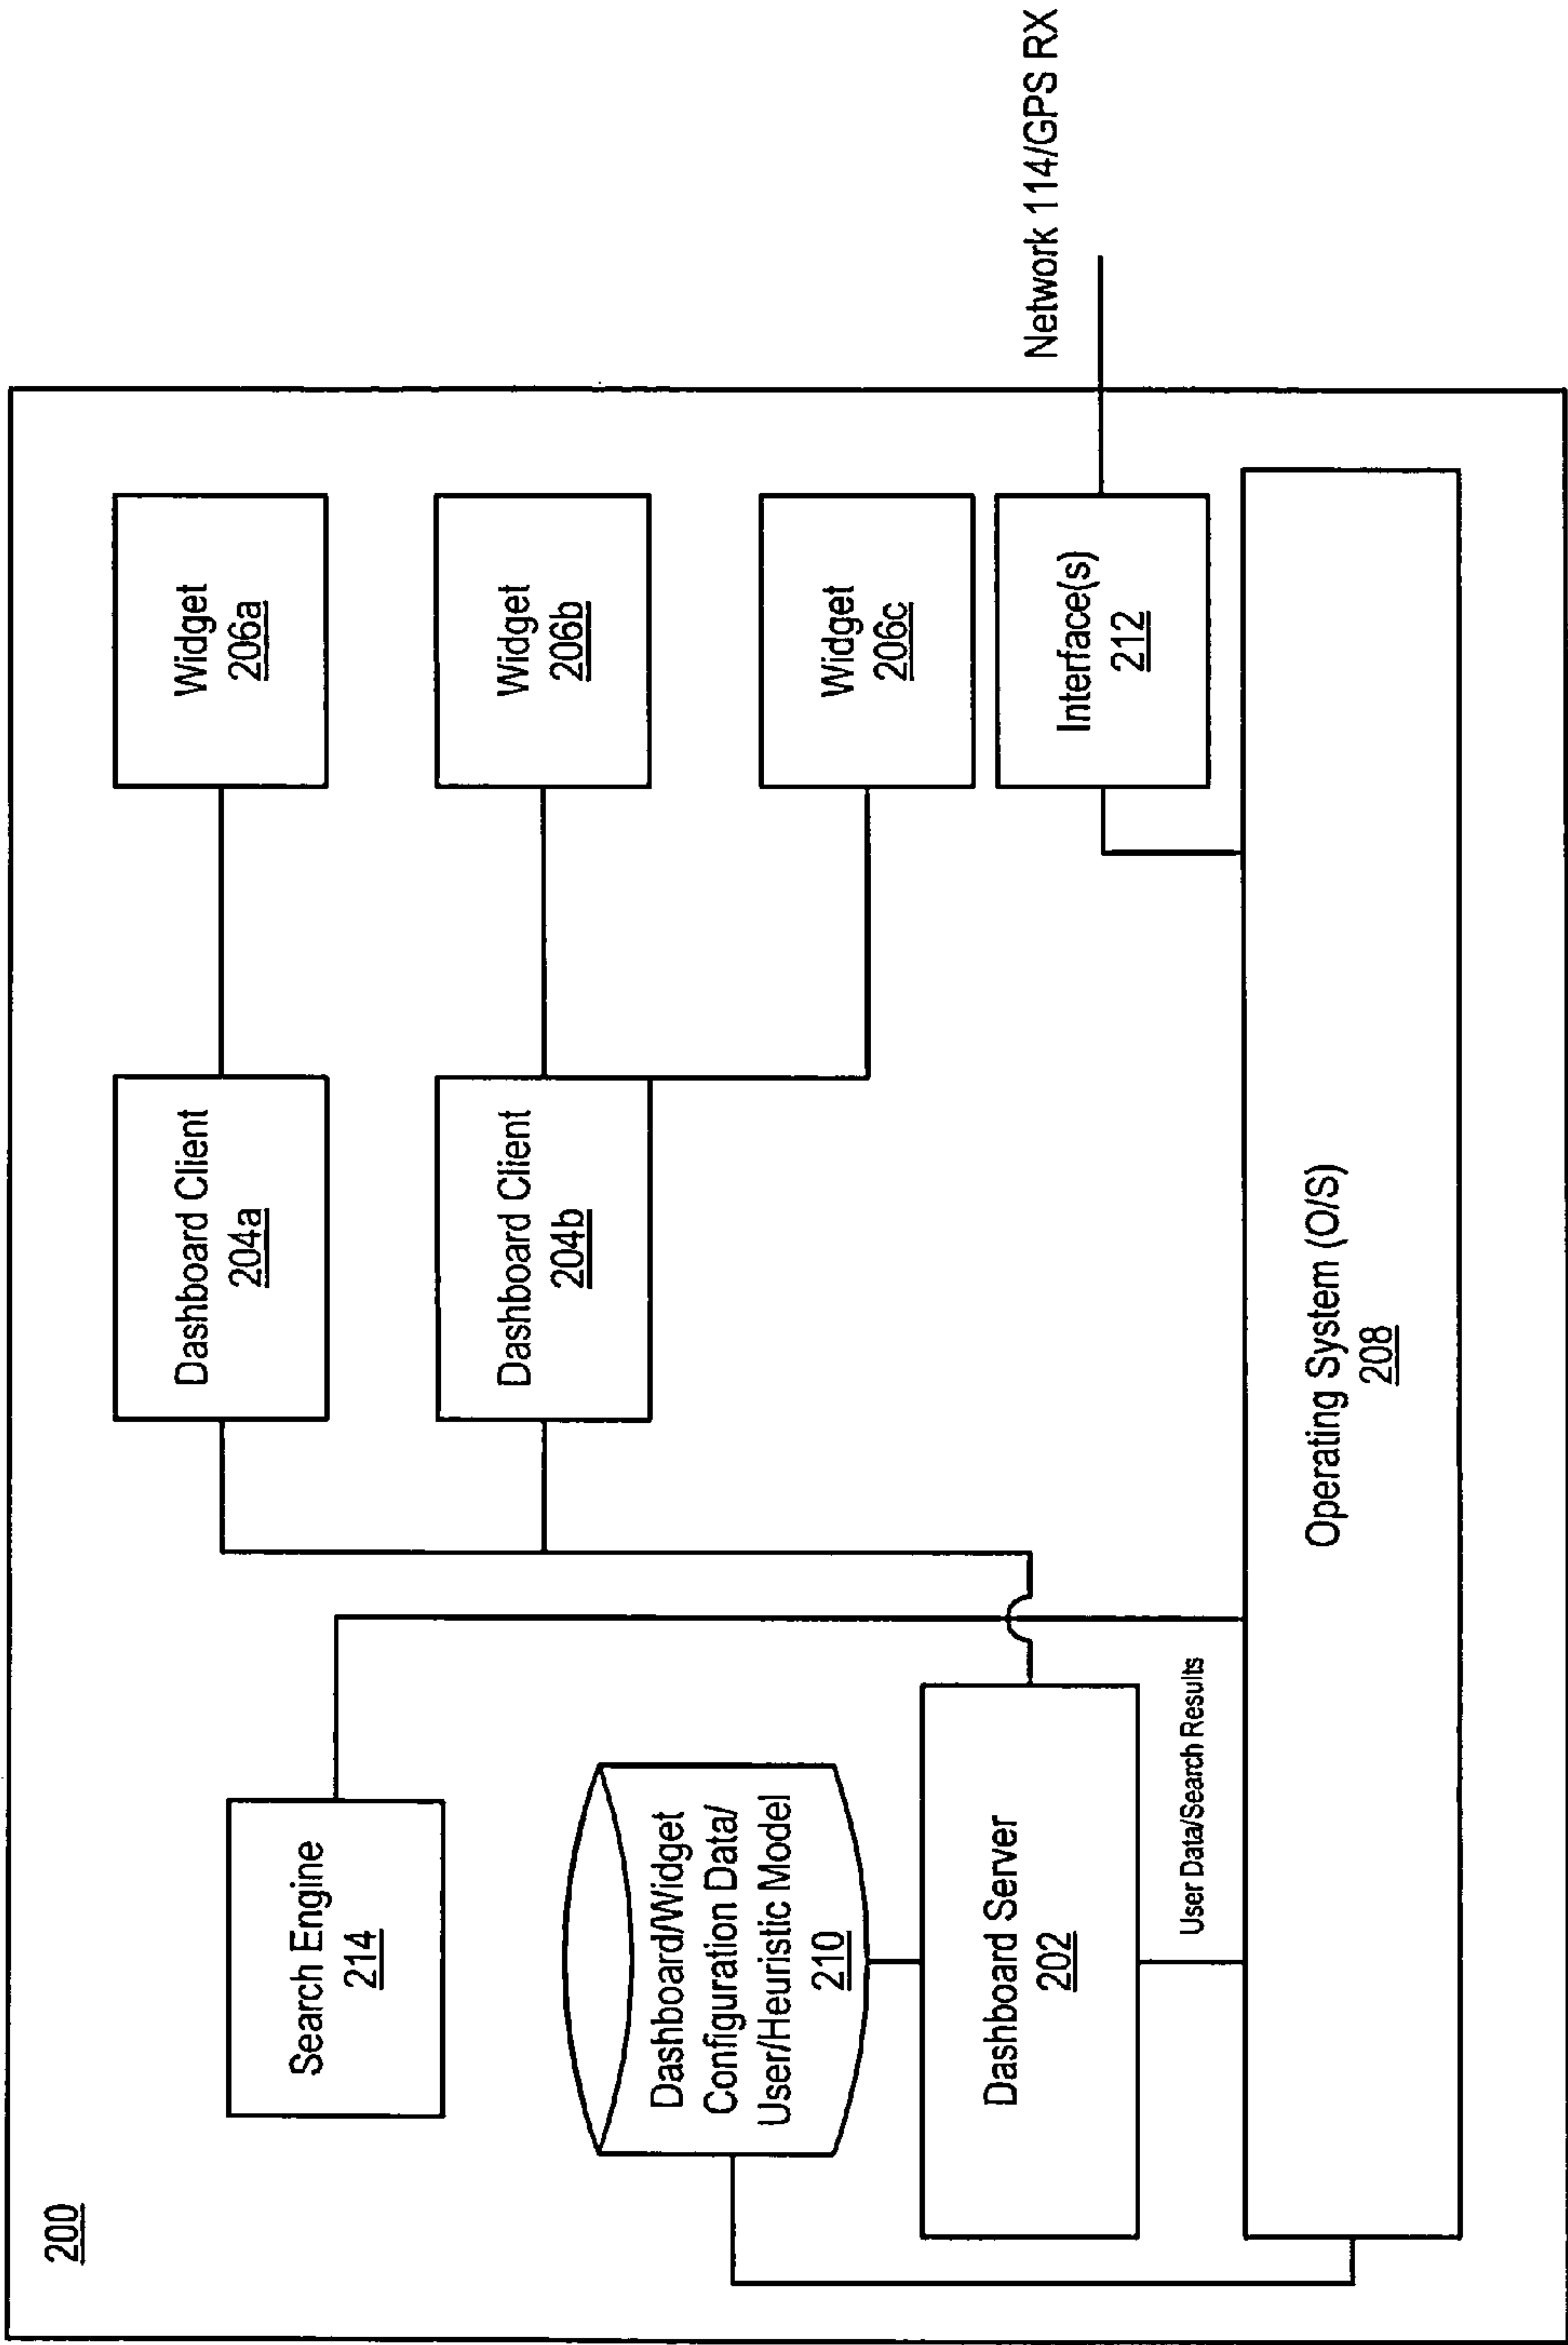 200
Search Engine
214
Dashboard/Widget
Configuration Data/
User/Heuristic Model
210
Dashboard Server
202
User Data/Search Results
Dashboard Client
204a
Dashboard Client
204b
Widget
206a
Widget
206b
Widget
206c
Interface(s)
212
Network 114/GPS RX
Operating System (O/S)
208